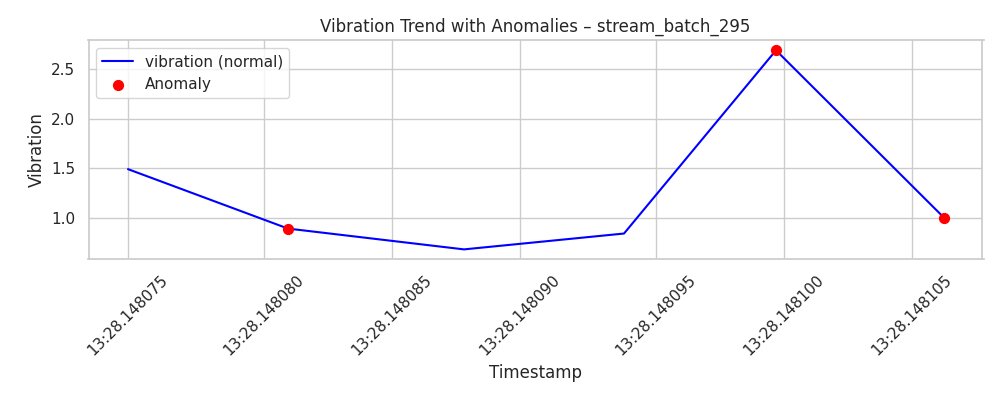 Vibration Trend with Anomalies – stream_batch_295
vibration (normal)
Anomaly
Vibration
2.5
2.0
1.5
1.0
13:28.148075
13:28.148080
13:28.148085
13:28.148090
13:28.148095
13:28.148100
13:28.148105
Timestamp